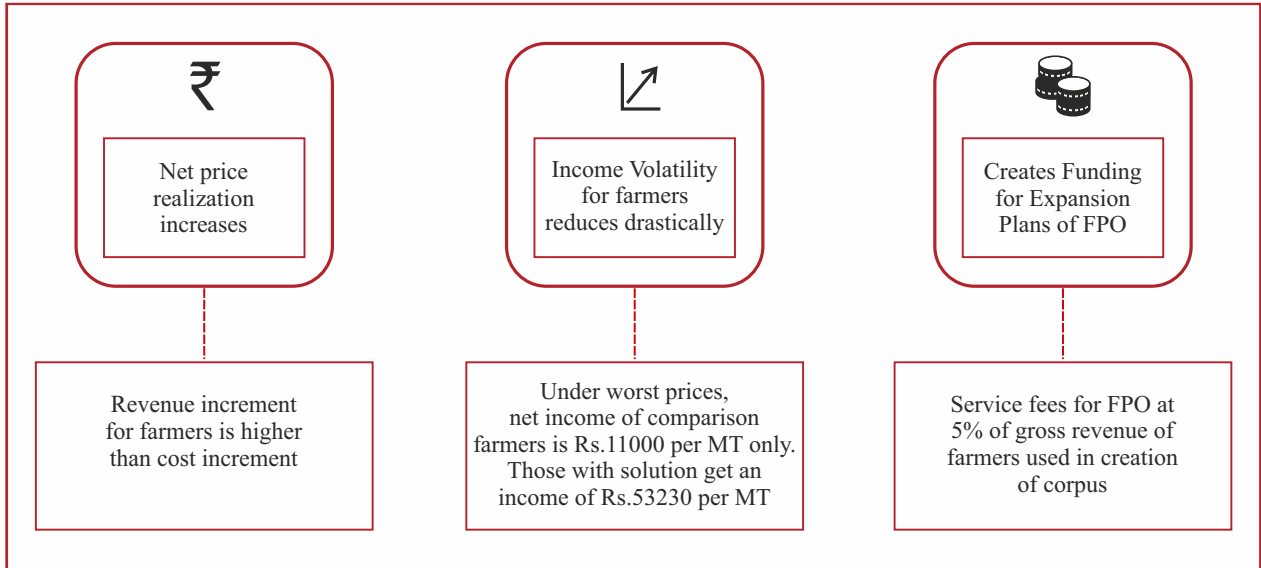 ₹
Net price
realization
increases
Income Volatility
for farmers
reduces drastically
Creates Funding
for Expansion
Plans of FPO
Revenue increment
for farmers is higher
than cost increment
Under worst prices,
net income of comparison
farmers is Rs.11000 per MT only.
Those with solution get an
income of Rs.53230 per MT
Service fees for FPO at
5% of gross revenue of
farmers used in creation
of corpus